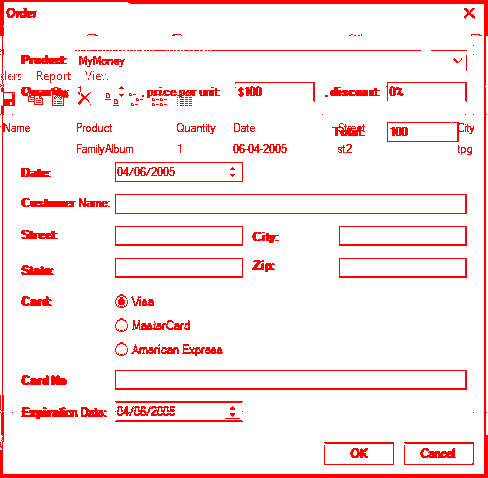 Order
Product: MyMoney
ders Report View
Quantity: 1 price per unit: $100 discount: 0%
Name Product Quantity Date Street City
Total: 100
FamilyAlbum 1 06-04-2005 st2 tpg
Date: 04/06/2005
Customer Name:
Street: City:
State: Zip:
Card: Visa
MasterCard
American Express
Card No
Expiration Date: 04/06/2005
OK Cancel